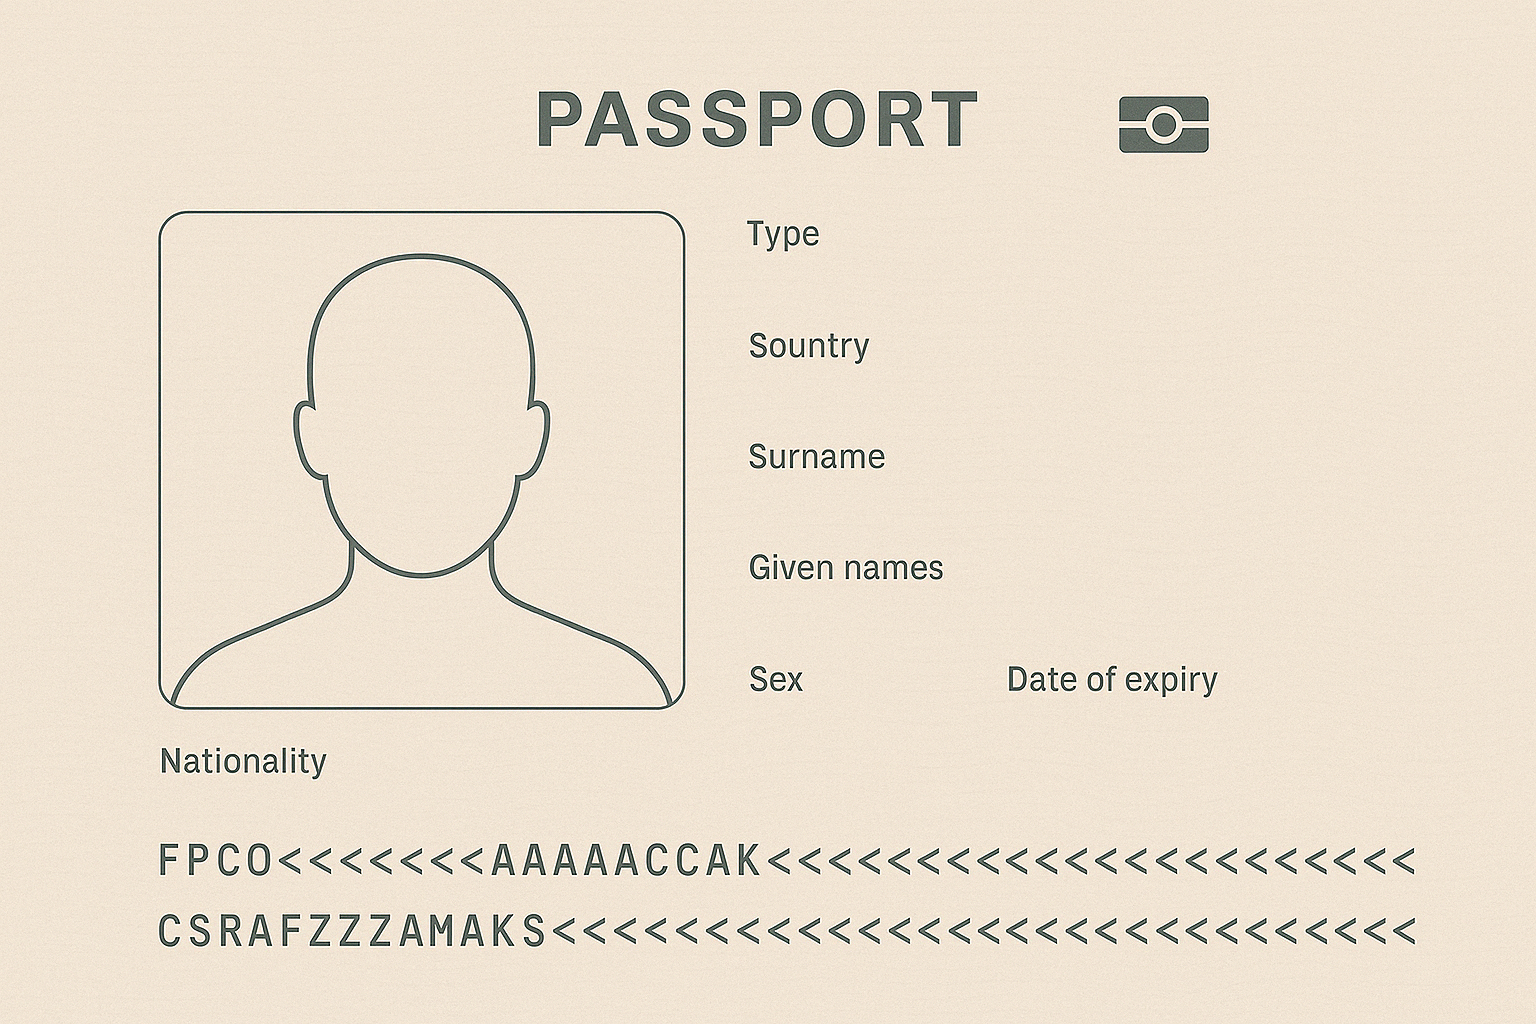 PASSPORT
Type
Sountry
Surname
Given names
Sex Date of expiry
Nationality
FPCO<<<<<<<AAAAACCAK<<<<<<<<<<<<<<<<<<<<<<
CSRAFZZZAMAKS<<<<<<<<<<<<<<<<<<<<<<<<<<<<<